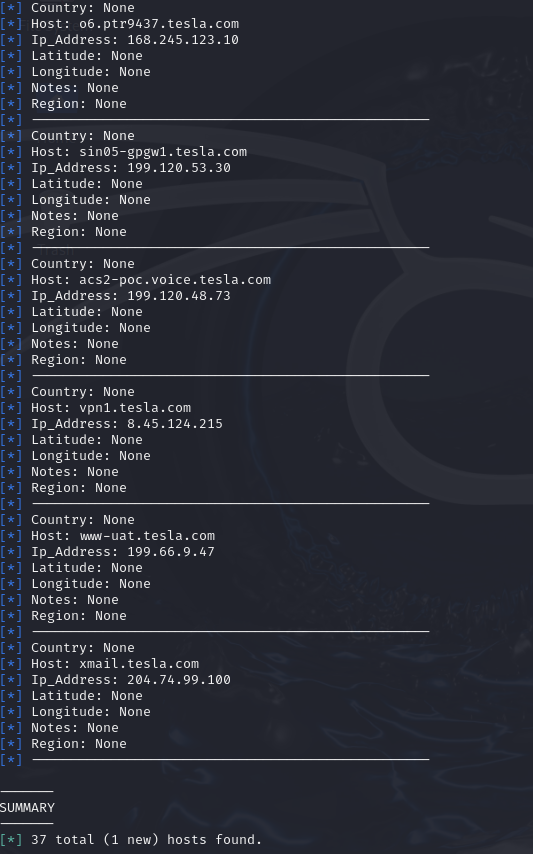 [*] Country: None
[*] Host: o6.ptr9437.tesla.com
[*] Ip_Address: 168.245.123.10
[*] Latitude: None
[*] Longitude: None
[*] Notes: None
[*] Region: None
[*] --------------------------------------------------
[*] Country: None
[*] Host: sin05-gpgw1.tesla.com
[*] Ip_Address: 199.120.53.30
[*] Latitude: None
[*] Longitude: None
[*] Notes: None
[*] Region: None
[*] --------------------------------------------------
[*] Country: None
[*] Host: acs2-poc.voice.tesla.com
[*] Ip_Address: 199.120.48.73
[*] Latitude: None
[*] Longitude: None
[*] Notes: None
[*] Region: None
[*] --------------------------------------------------
[*] Country: None
[*] Host: vpn1.tesla.com
[*] Ip_Address: 8.45.124.215
[*] Latitude: None
[*] Longitude: None
[*] Notes: None
[*] Region: None
[*] --------------------------------------------------
[*] Country: None
[*] Host: www-uat.tesla.com
[*] Ip_Address: 199.66.9.47
[*] Latitude: None
[*] Longitude: None
[*] Notes: None
[*] Region: None
[*] --------------------------------------------------
[*] Country: None
[*] Host: xmail.tesla.com
[*] Ip_Address: 204.74.99.100
[*] Latitude: None
[*] Longitude: None
[*] Notes: None
[*] Region: None
[*] --------------------------------------------------
-------
SUMMARY
-------
[*] 37 total (1 new) hosts found.